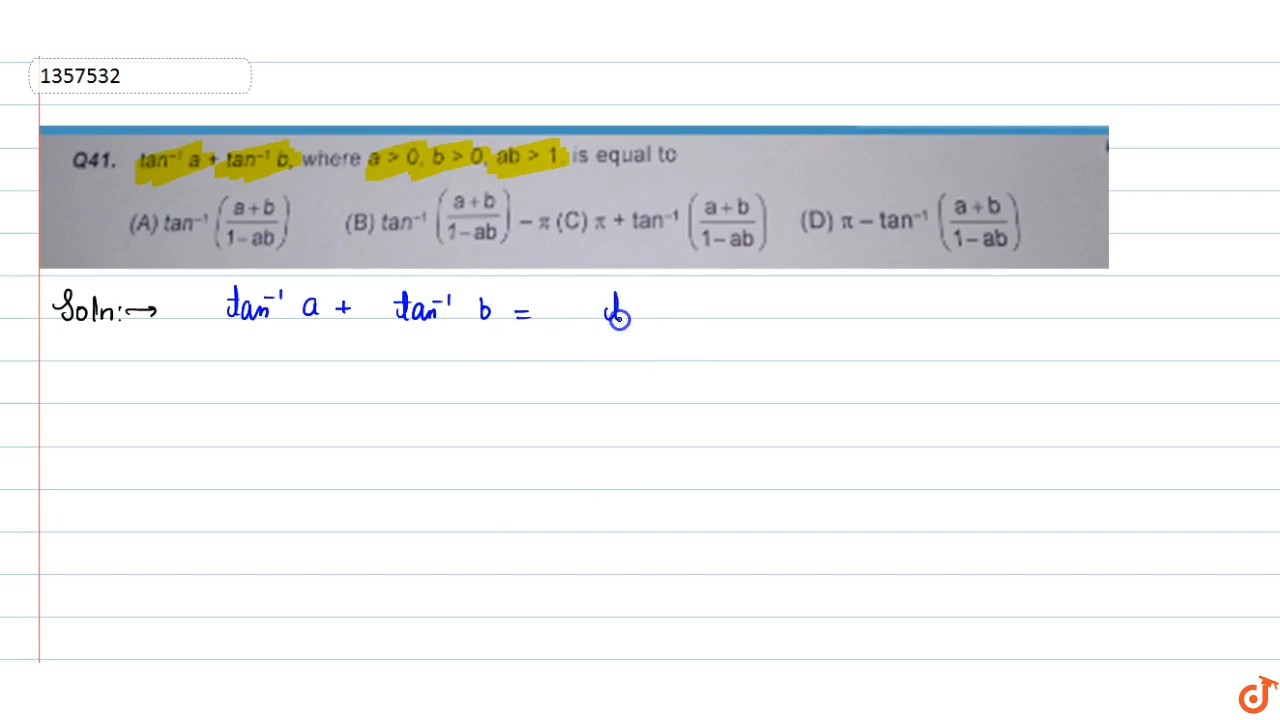 1357532
Q41. tan⁻¹ a + tan⁻¹ b, where a > 0, b > 0, ab > 1, is equal to
(A) tan⁻¹ ((a+b)/(1−ab)) (B) tan⁻¹ ((a+b)/(1−ab)) − π (C) π + tan⁻¹ ((a+b)/(1−ab)) (D) π − tan⁻¹ ((a+b)/(1−ab))
Soln:→ tan⁻¹ a + tan⁻¹ b =